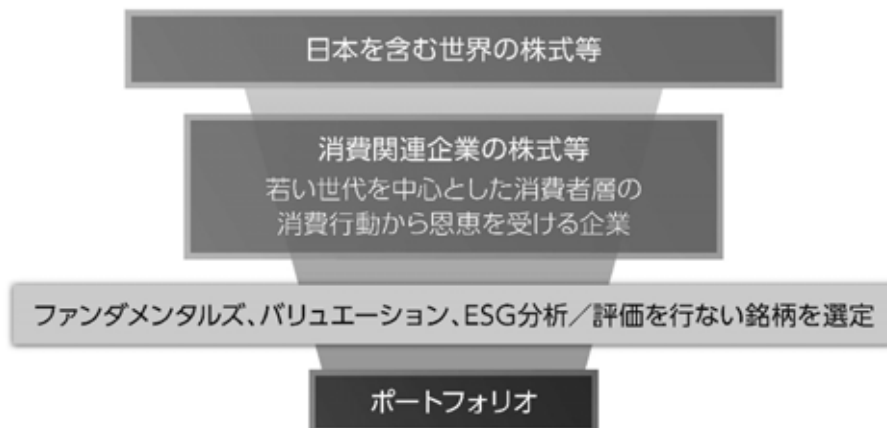 日本を含む世界の株式等
消費関連企業の株式等
若い世代を中心とした消費者層の
消費行動から恩恵を受ける企業
ファンダメンタルズ、バリュエーション、ESG分析／評価を行ない銘柄を選定
ポートフォリオ